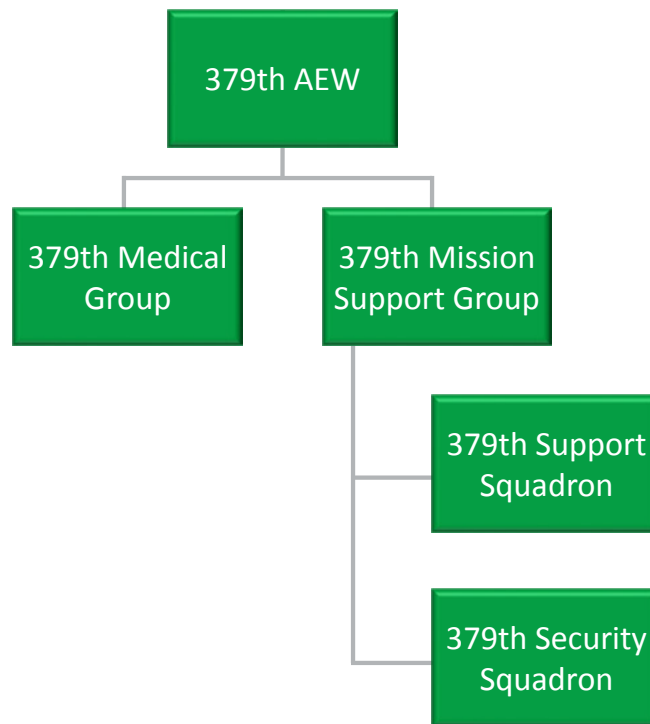 379th AEW
379th Medical
Group
379th Mission
Support Group
379th Support
Squadron
379th Security
Squadron